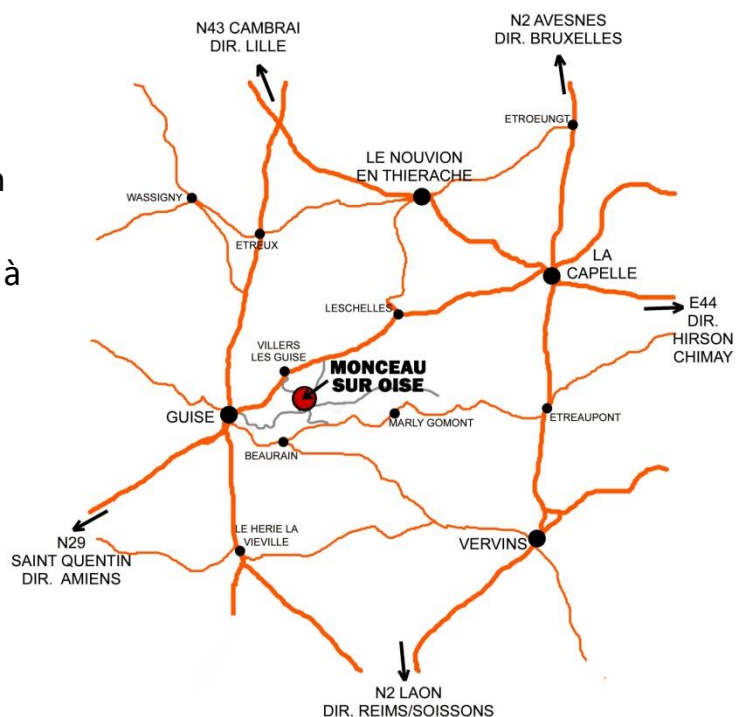 N43 CAMBRAI
DIR. LILLE
N2 AVESNES
DIR. BRUXELLES
ETROEUNGT
n
LE NOUVION
EN THIERACHE
WASSIGNY
ETREUX
à
LA
CAPELLE
LESCHELLES
E44
DIR.
HIRSON
CHIMAY
VILLERS
LES GUISE
MONCEAU
SUR OISE
GUISE
MARLY GOMONT
ETREAUPONT
BEAURAIN
N29
SAINT QUENTIN
DIR. AMIENS
LE HERIE LA
VIEVILLE
VERVINS
N2 LAON
DIR. REIMS/SOISSONS